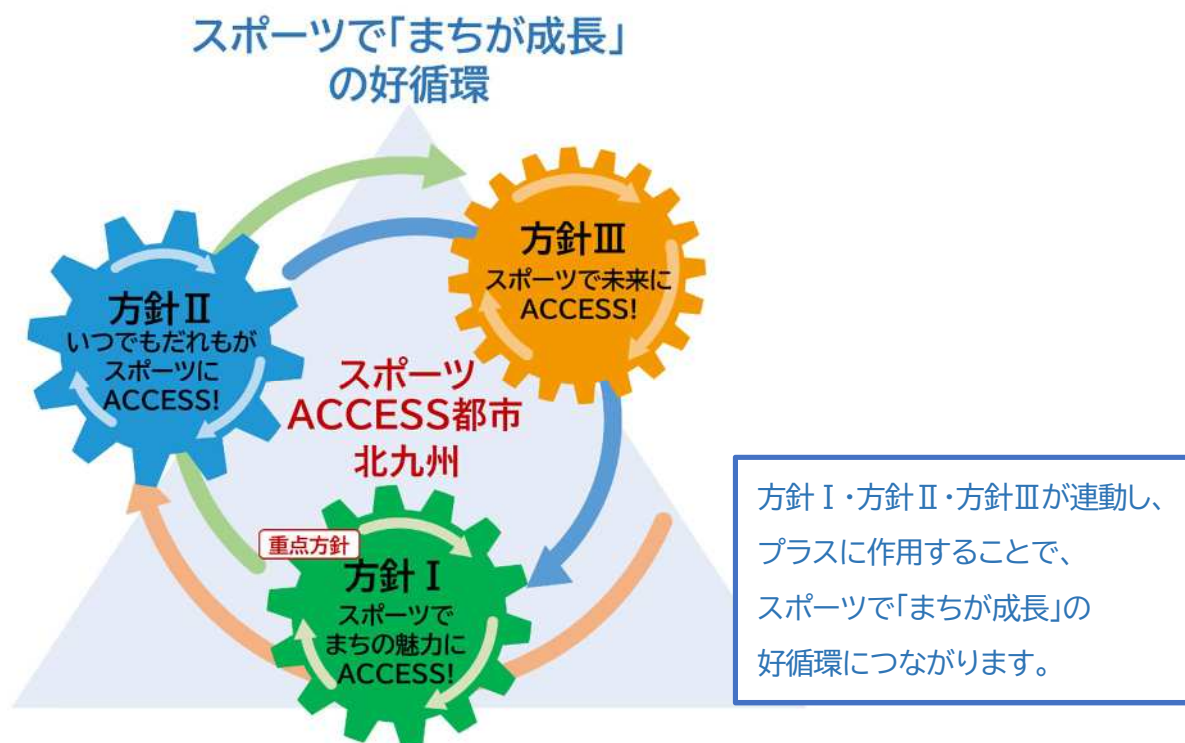 スポーツで「まちが成長」
の好循環
方針Ⅲ
スポーツで未来に
ACCESS!
方針Ⅱ
いつでもだれもが
スポーツに
ACCESS!
スポーツ
ACCESS都市
北九州
重点方針
方針Ⅰ
スポーツで
まちの魅力に
ACCESS!
方針Ⅰ・方針Ⅱ・方針Ⅲが連動し、
プラスに作用することで、
スポーツで「まちが成長」の
好循環につながります。